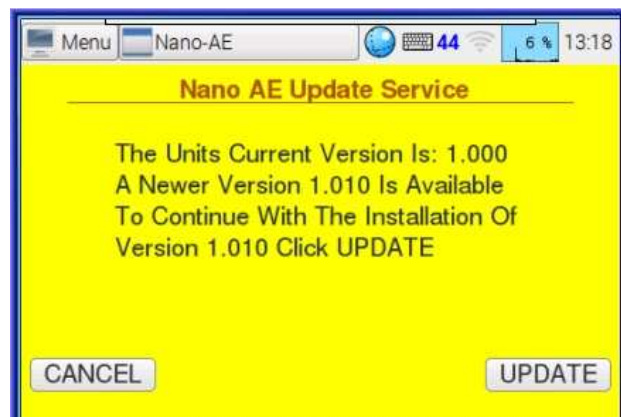 Menu Nano-AE 44 6 % 13:18
Nano AE Update Service
The Units Current Version Is: 1.000
A Newer Version 1.010 Is Available
To Continue With The Installation Of
Version 1.010 Click UPDATE
CANCEL UPDATE